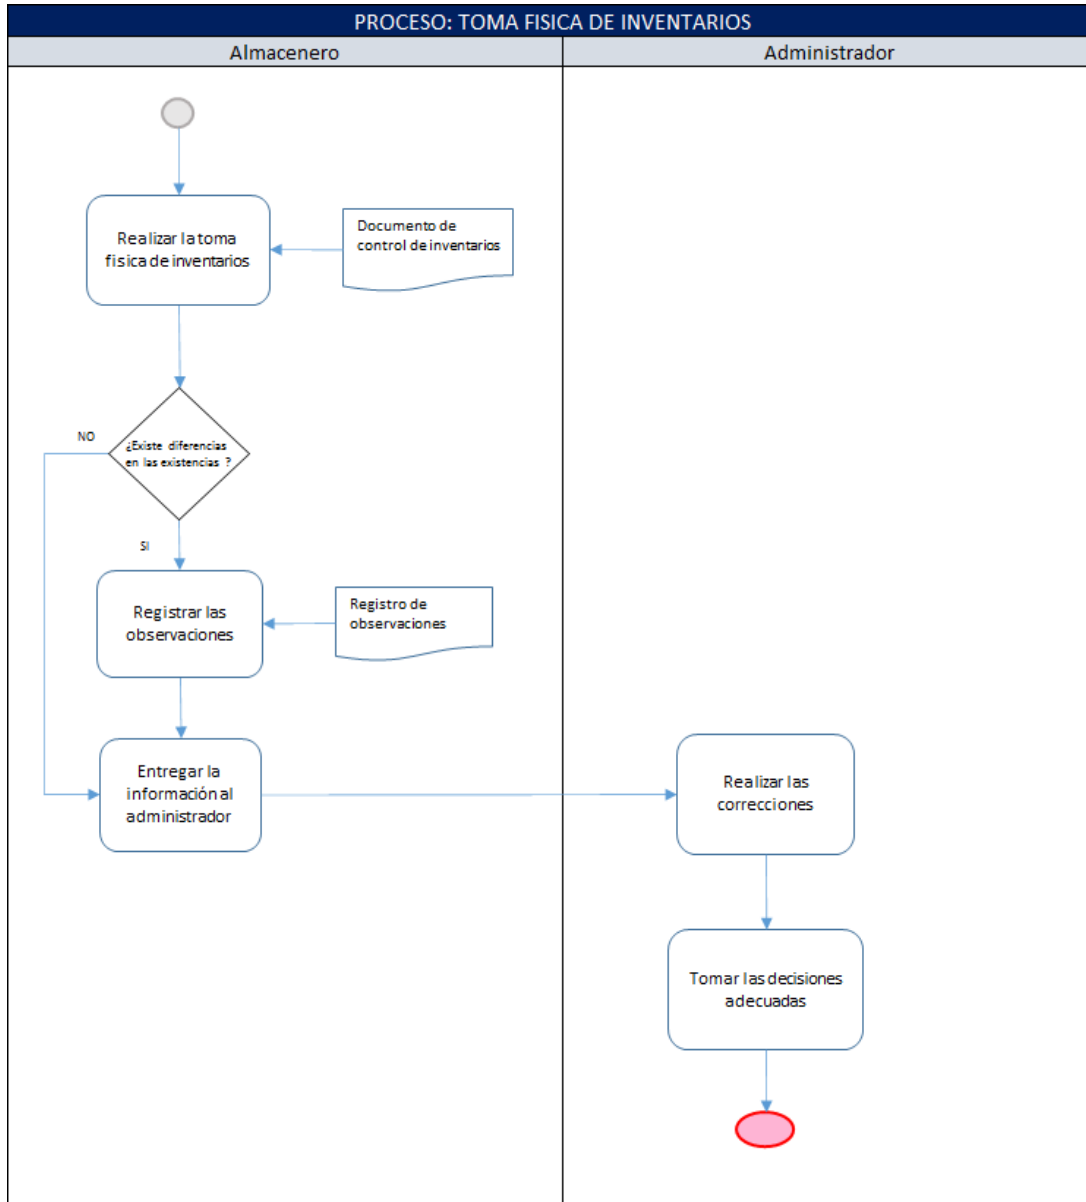 PROCESO: TOMA FISICA DE INVENTARIOS
Almacenero
Administrador
Realizar la toma
fisica de inventarios
Documento de
control de inventarios
NO
¿Existe diferencias
en las existencias ?
SI
Registrar las
observaciones
Registro de
observaciones
Entregar la
información al
administrador
Realizar las
correcciones
Tomar las decisiones
adecuadas